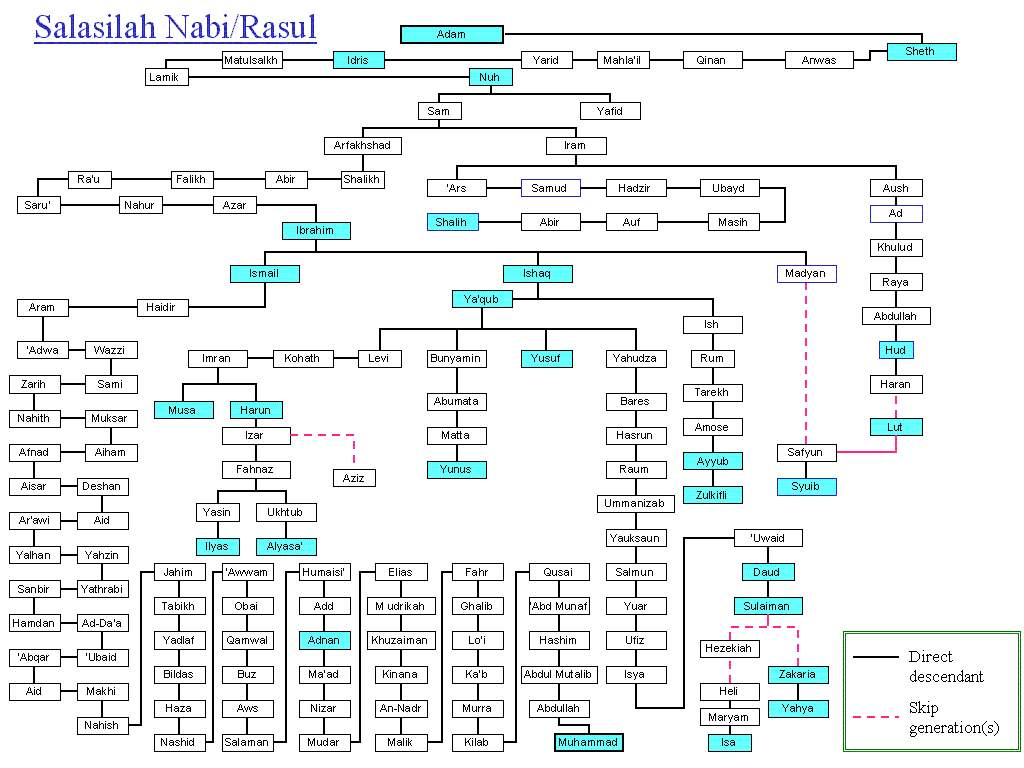 Salasilah Nabi/Rasul
Adam
Sheth
Matulsalkh Idris Yarid Mahla'il Qinan Anwas
Lamik Nuh
Sam Yafid
Arfakhshad Iram
Ra'u Falikh Abir Shalikh
'Ars Samud Hadzir Ubayd Aush
Saru' Nahur Azar
Ad
Shalih Abir Auf Masih
Ibrahim
Khulud
Ismail Ishaq Madyan
Raya
Ya'qub
Aram Haidir
Abdullah
Ish
'Adwa Wazzi
Hud
Imran Kohath Levi Bunyamin Yusuf Yahudza Rum
Zarih Sami
Haran
Tarekh
Musa Harun Abumata Bares
Nahith Muksar
Lut
Izar Matta Hasrun Amose
Afnad Aiham
Safyun
Fahnaz Aziz Yunus Raum Ayyub
Aisar Deshan
Syuib
Zulkifli
Ummanizab
Yasin Ukhtub
Ar'awi Aid
Yauksaun 'Uwaid
Ilyas Alyasa'
Yalhan Yahzin
Jahim 'Awwam Humaisi' Elias Fahr Qusai Salmun Daud
Sanbir Yathrabi
Tabikh Obai Add Mudrikah Ghalib 'Abd Munaf Yuar Sulaiman
Hamdan Ad-Da'a
Yadlaf Qamwal Adnan Khuzaiman Lo'i Hashim Ufiz Hezekiah
'Abqar 'Ubaid
Bildas Buz Ma'ad Kinana Ka'b Abdul Mutalib Isya Zakaria
Aid Makhi
Heli
Haza Aws Nizar An-Nadr Murra Abdullah Maryam Yahya
Nahish
Nashid Salaman Mudar Malik Kilab Muhammad Isa
Direct
descendant
Skip
generation(s)